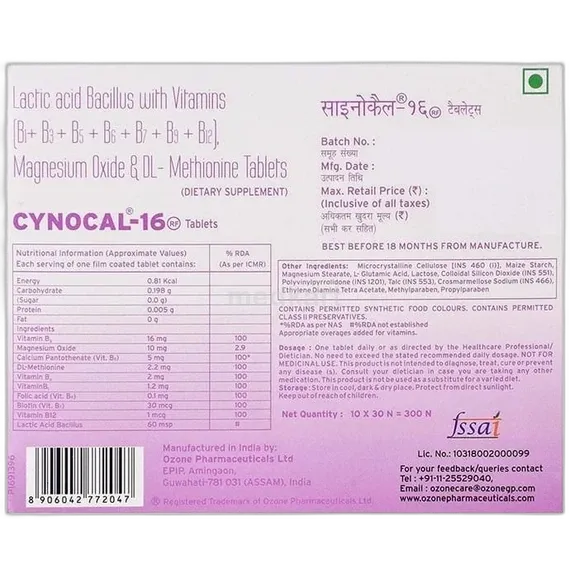 Lactic acid Bacillus with Vitamins
(B1+ B3 + B5 + B6 + B7 + B9 + B12),
Magnesium Oxide & DL- Methionine Tablets
(DIETARY SUPPLEMENT)
CYNOCAL®-16 RF Tablets
Nutritional Information (Approximate Values)
Each serving of one film coated tablet contains:
% RDA
(As per ICMR)
Energy 0.81 Kcal
Carbohydrate 0.198 g
(Sugar 0.0 g)
Protein 0.005 g
Fat 0 g
Ingredients
Vitamin B3 16 mg 100
Magnesium Oxide 10 mg 2.9
Calcium Pantothenate (Vit. B5) 5 mg 100*
DL-Methionine 2.2 mg 100
Vitamin B6 2 mg 100
Vitamin B1 1.2 mg 100
Folic acid (Vit. B9) 0.1 mg 100
Biotin (Vit. B7) 30 mcg 100
Vitamin B12 1 mcg 100
Lactic Acid Bacillus 60 msp #
P1691396
8 906042 772047
Manufactured in India by:
Ozone Pharmaceuticals Ltd
EPIP, Amingaon,
Guwahati-781 031 (ASSAM), India
® Registered Trademark of Ozone Pharmaceuticals Ltd.
साइनोकैल®-१६ RF टैबलेट्स
Batch No. :
समूह संख्या
Mfg. Date :
उत्पादन तिथि
Max. Retail Price (₹) :
(Inclusive of all taxes)
अधिकतम खुदरा मूल्य (₹)
(सभी कर सहित)
BEST BEFORE 18 MONTHS FROM MANUFACTURE
Other Ingredients: Microcrystalline Cellulose [INS 460 (i)], Maize Starch,
Magnesium Stearate, L- Glutamic Acid, Lactose, Colloidal Silicon Dioxide (INS 551),
Polyvinylpyrrolidone (INS 1201), Talc (INS 553), Crosmarmellose Sodium (INS 466),
Ethylene Diamine Tetra Acetate, Methylparaben, Propylparaben
CONTAINS PERMITTED SYNTHETIC FOOD COLOURS, CONTAINS PERMITTED
CLASS II PRESERVATIVES.
*%RDA as per NAS #%RDA not established
Appropriate overages added for vitamins.
Dosage : One tablet daily or as directed by the Healthcare Professional/
Dietician. No need to exceed the stated recommended daily dosage. NOT FOR
MEDICINAL USE. This product is not intended to diagnose, treat, cure or prevent
any disease (s). Consult your dietician in case you are taking any other
medication. This product is not be used as a substitute for a varied diet.
Storage : Store in cool, dark & dry place. Protect from direct sunlight.
Keep out of reach of children.
Net Quantity : 10 X 30 N = 300 N
fssai
Lic. No.: 10318002000099
For your feedback/queries contact
Tel : +91-11-25529040,
Email : ozonecare@ozonegp.com
www.ozonepharmaceuticals.com